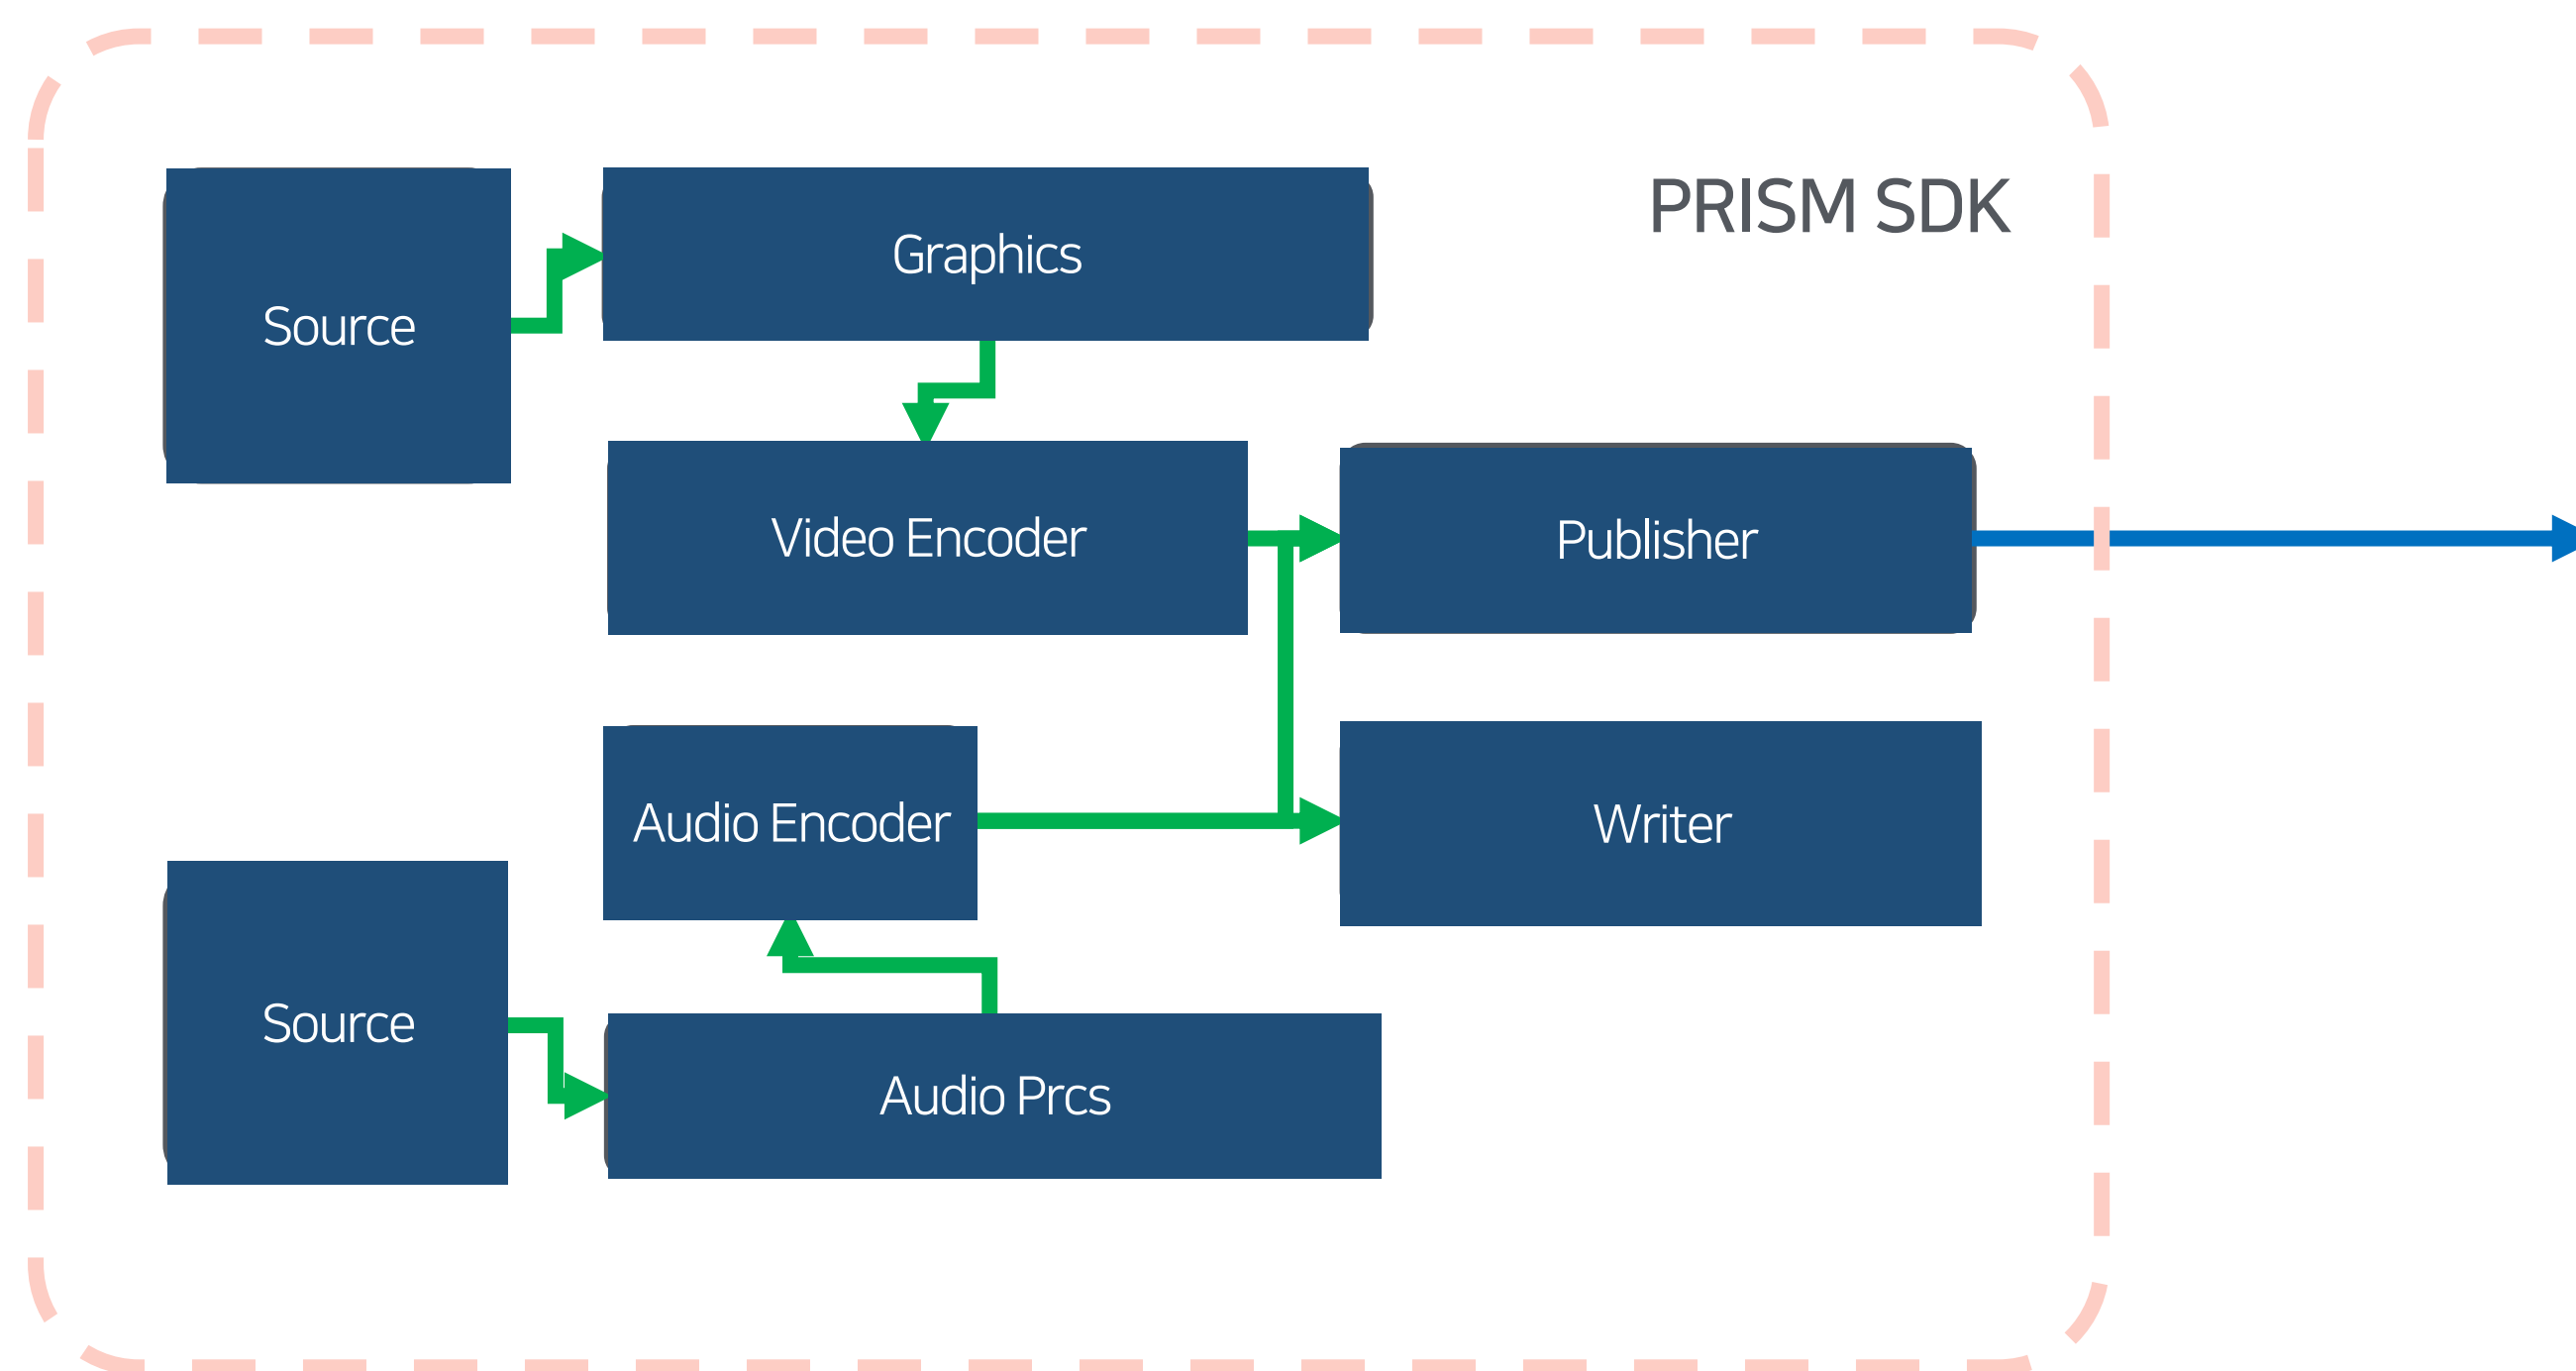 PRISM SDK
Source
Graphics
Video Encoder
Publisher
Audio Encoder
Writer
Source
Audio Prcs